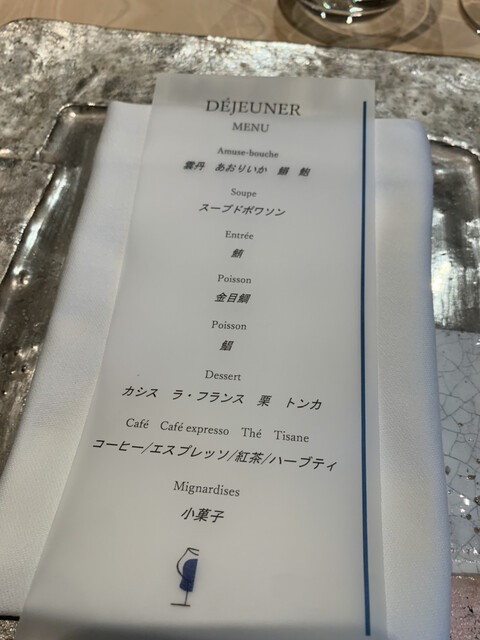 DÉJEUNER
MENU
Amuse-bouche
雲丹 あおりいか 鮑
Soupe
スープドポワソン
Entrée
Poisson
金目鯛
Poisson
Dessert
カシス ラ・フランス 栗 トンカ
Café Café expresso Thé Tisane
コーヒー/エスプレッソ/紅茶/ハーブティ
Mignardises
小菓子